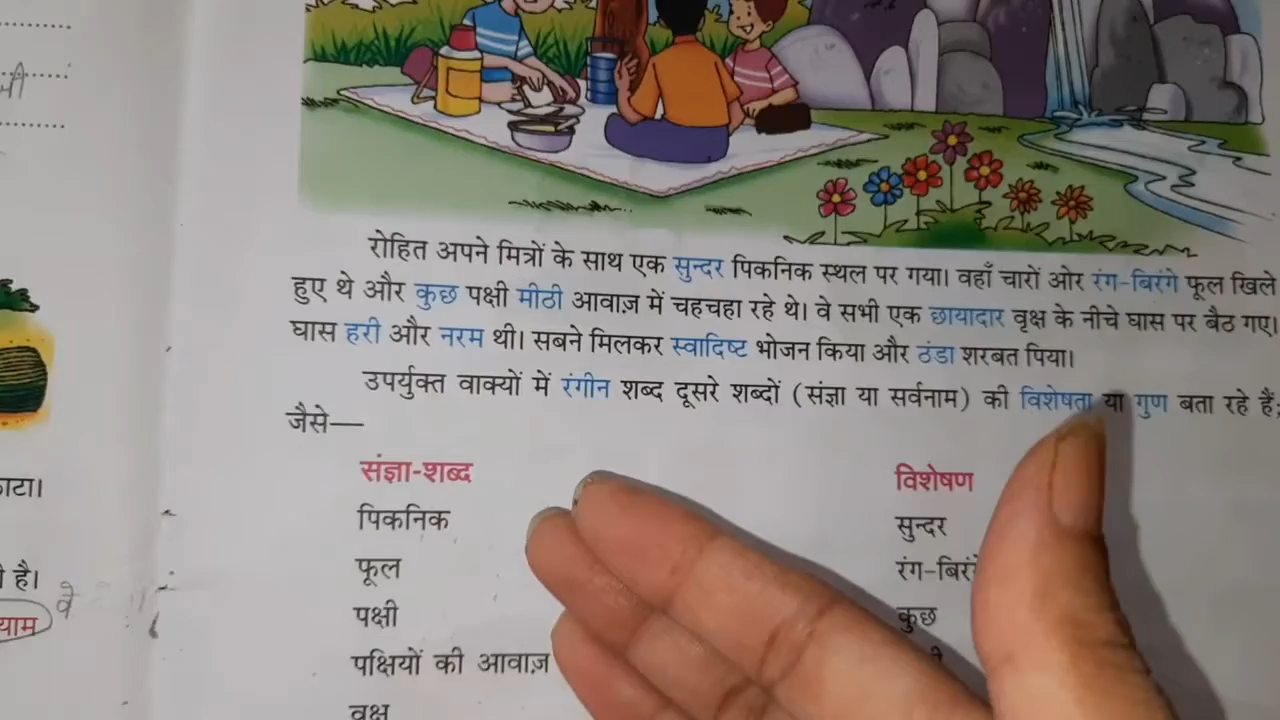 रोहित अपने मित्रों के साथ एक सुन्दर पिकनिक स्थल पर गया। वहाँ चारों ओर रंग-बिरंगे फूल खिले
हुए थे और कुछ पक्षी मीठी आवाज़ में चहचहा रहे थे। वे सभी एक छायादार वृक्ष के नीचे घास पर बैठ गए।
घास हरी और नरम थी। सबने मिलकर स्वादिष्ट भोजन किया और ठंडा शरबत पिया।
उपर्युक्त वाक्यों में रंगीन शब्द दूसरे शब्दों (संज्ञा या सर्वनाम) की विशेषता या गुण बता रहे हैं;
जैसे—
संज्ञा-शब्द विशेषण
पिकनिक सुन्दर
फूल
पक्षी कुछ
पक्षियों की आवाज़
वृक्ष
है।
वे